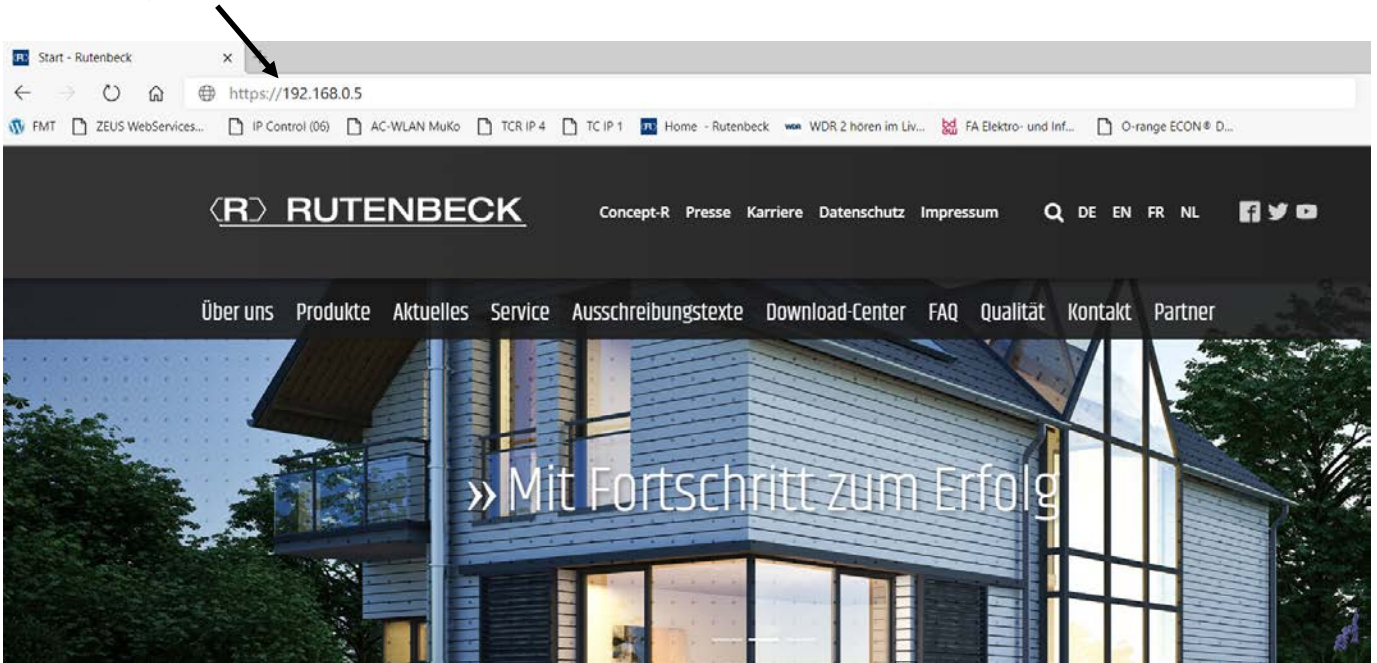 Start - Rutenbeck
https://192.168.0.5
FMT ZEUS WebServices... IP Control (06) AC-WLAN MuKo TCR IP 4 TC IP 1 Home - Rutenbeck WDR 2 hören im Liv... FA Elektro- und Inf... O-range ECON® D...
<R> RUTENBECK Concept-R Presse Karriere Datenschutz Impressum DE EN FR NL
Über uns Produkte Aktuelles Service Ausschreibungstexte Download-Center FAQ Qualität Kontakt Partner
» Mit Fortschritt zum Erfolg